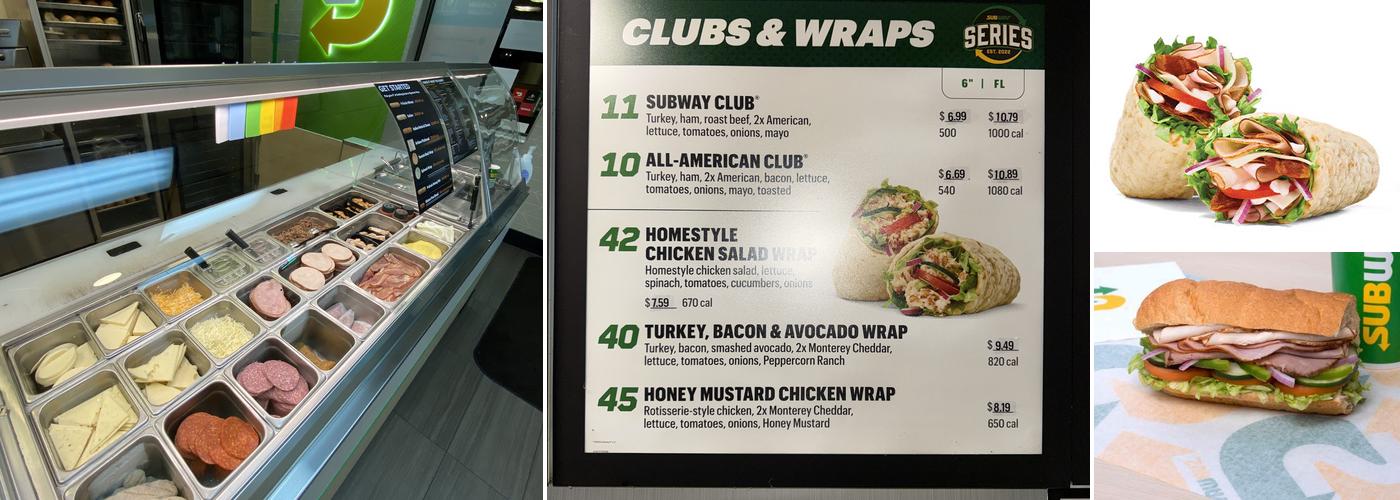 GET STARTED
CLUBS & WRAPS
SUBWAY
SERIES
EST. 2022
6" | FL
11 SUBWAY CLUB®
Turkey, ham, roast beef, 2x American,
lettuce, tomatoes, onions, mayo
$6.99 $10.79
500 1000 cal
10 ALL-AMERICAN CLUB®
Turkey, ham, 2x American, bacon, lettuce,
tomatoes, onions, mayo, toasted
$6.69 $10.89
540 1080 cal
42 HOMESTYLE
CHICKEN SALAD WRAP
Homestyle chicken salad, lettuce,
spinach, tomatoes, cucumbers, onions
$7.59 670 cal
40 TURKEY, BACON & AVOCADO WRAP
Turkey, bacon, smashed avocado, 2x Monterey Cheddar,
lettuce, tomatoes, onions, Peppercorn Ranch
$9.49
820 cal
45 HONEY MUSTARD CHICKEN WRAP
Rotisserie-style chicken, 2x Monterey Cheddar,
lettuce, tomatoes, onions, Honey Mustard
$8.19
650 cal
SUBW